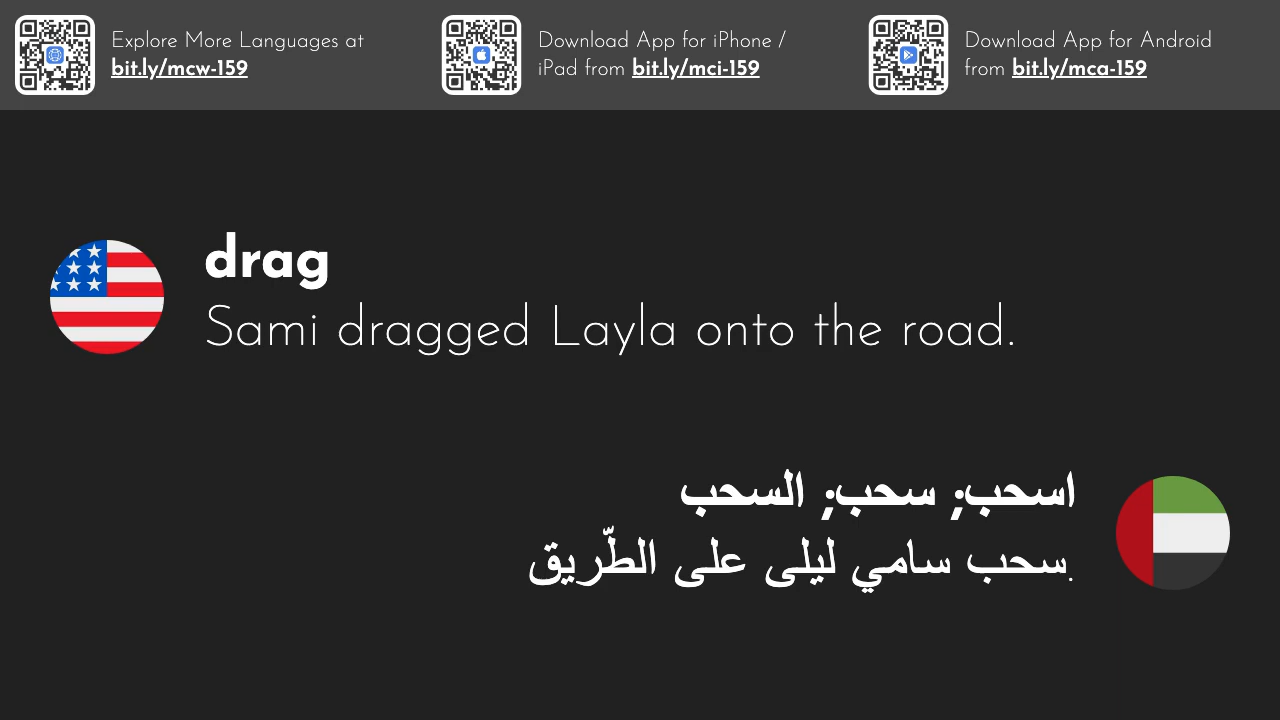 Explore More Languages at
bit.ly/mcw-159
Download App for iPhone /
iPad from bit.ly/mci-159
Download App for Android
from bit.ly/mca-159
drag
Sami dragged Layla onto the road.
اسحب; سحب; السحب
.سحب سامي ليلى على الطّريق